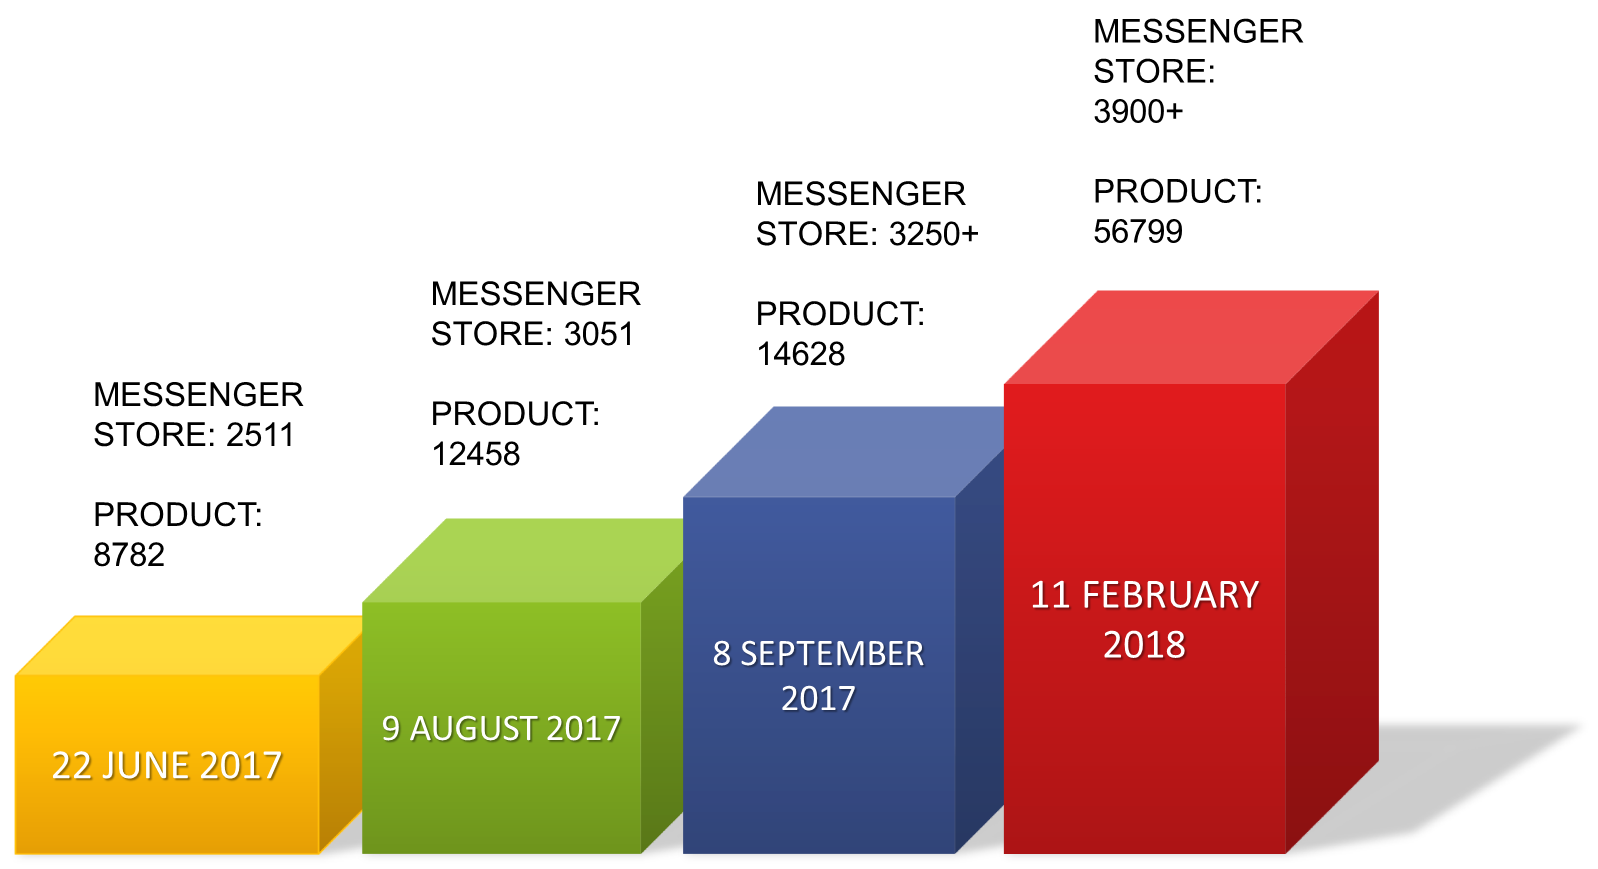 MESSENGER
STORE: 2511
PRODUCT:
8782
22 JUNE 2017
MESSENGER
STORE: 3051
PRODUCT:
12458
9 AUGUST 2017
MESSENGER
STORE: 3250+
PRODUCT:
14628
8 SEPTEMBER
2017
MESSENGER
STORE:
3900+
PRODUCT:
56799
11 FEBRUARY
2018